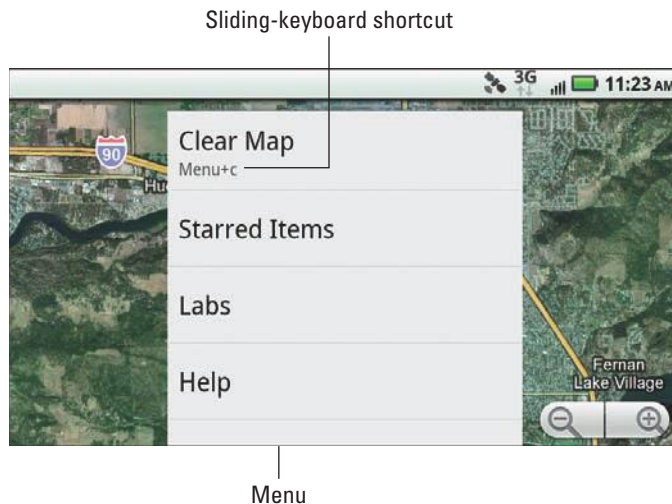 Sliding-keyboard shortcut
3G 11:23 AM
90
Clear Map
Menu+c
Starred Items
Labs
Help
Fernan
Lake Village
Menu